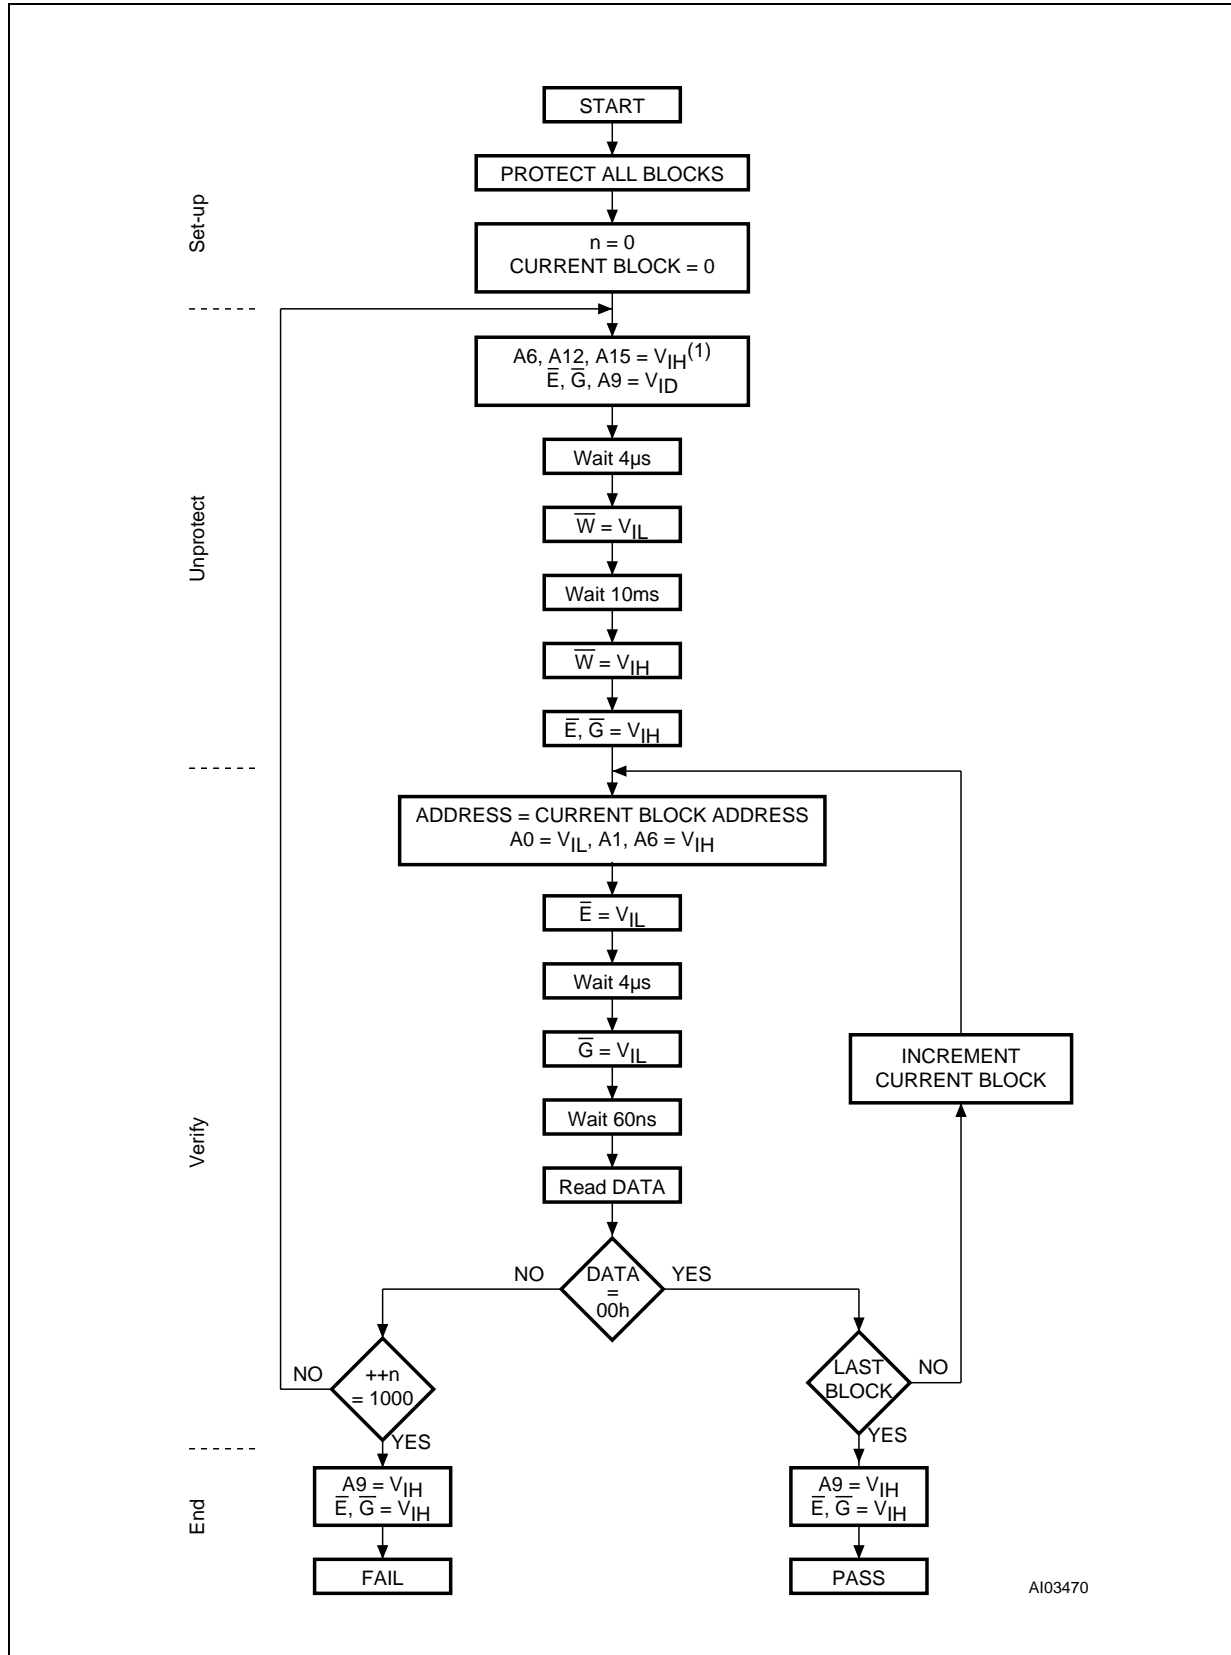 START
PROTECT ALL BLOCKS
Set-up
n = 0
CURRENT BLOCK = 0
A6, A12, A15 = VIH(1)
E̅, G̅, A9 = VID
Wait 4µs
Unprotect
W̅ = VIL
Wait 10ms
W̅ = VIH
E̅, G̅ = VIH
ADDRESS = CURRENT BLOCK ADDRESS
A0 = VIL, A1, A6 = VIH
E̅ = VIL
Wait 4µs
G̅ = VIL
INCREMENT
CURRENT BLOCK
Wait 60ns
Verify
Read DATA
NO
DATA
=
00h
YES
NO
++n
= 1000
YES
LAST
BLOCK
NO
YES
End
A9 = VIH
E̅, G̅ = VIH
A9 = VIH
E̅, G̅ = VIH
FAIL
PASS
AI03470